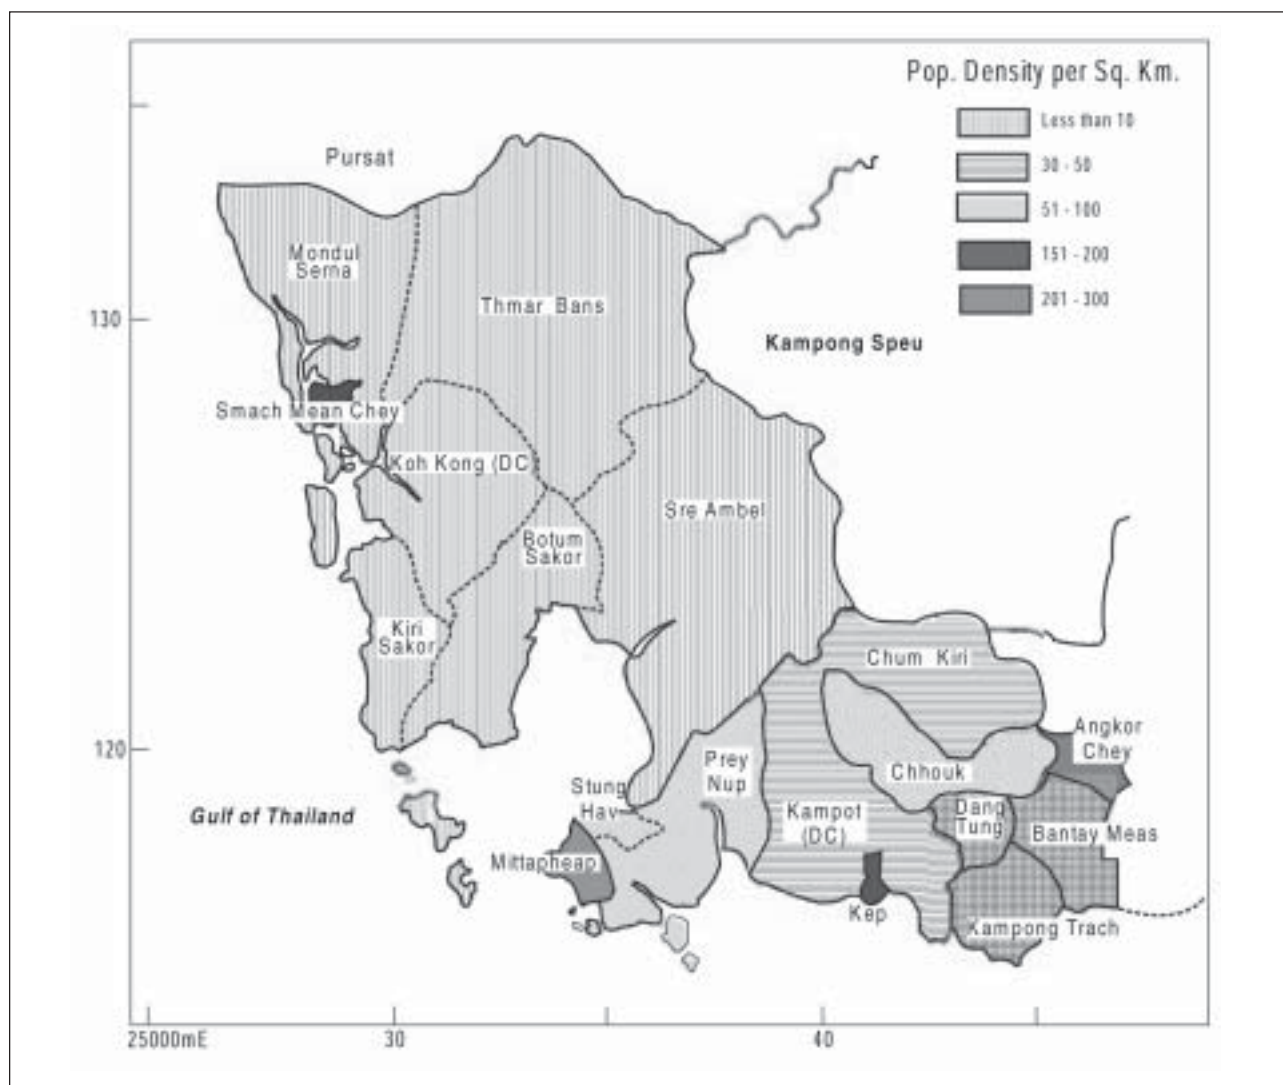 Pop. Density per Sq. Km.
Less than 10
30 - 50
51 - 100
151 - 200
201 - 300
Pursat
Mondul
Sema
Thmar Bans
130
Kampong Speu
Smach Mean Chey
Koh Kong (DC
Sre Ambel
Botum
Sakor
Kiri
Sakor
Chum Kiri
120
Angkor
Chey
Prey
Nup
Chhouk
Stung
Hav
Gulf of Thailand
Kampot
(DC)
Dang
Tung
Bantay Meas
Mittapheap
Kep
Kampong Trach
25000mE
30
40